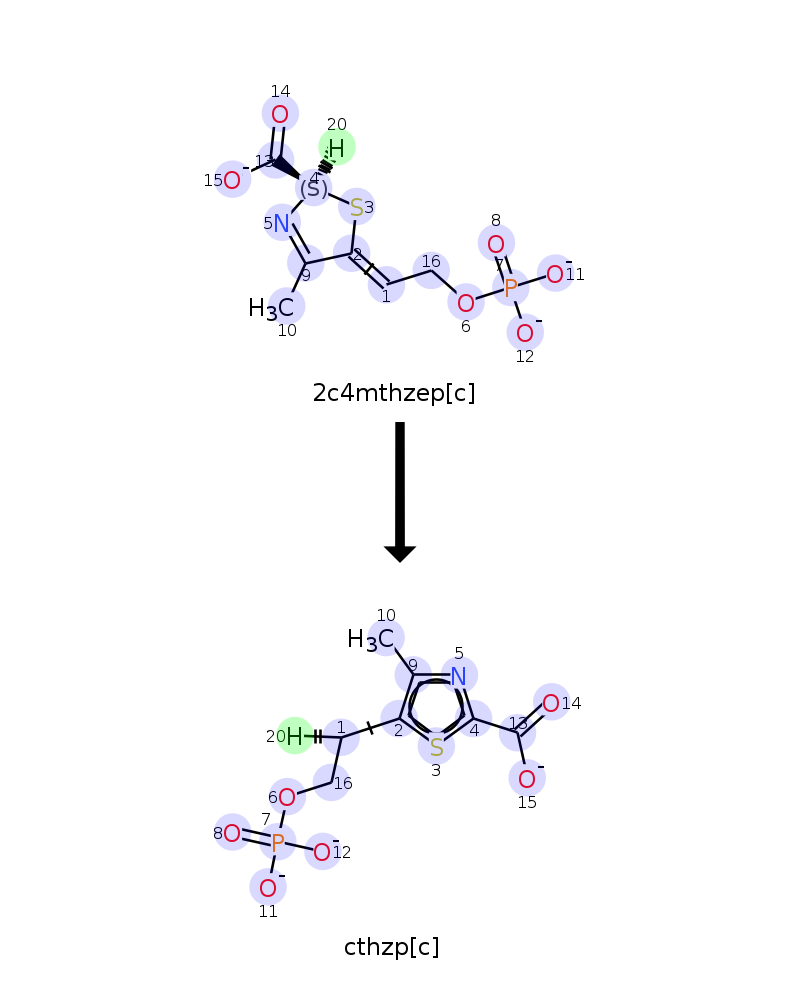 14
O
20
H
13
15 O -
4
(S)
S 3
5 N
2
9
H3C
10
1
16
O
6
8
O
7
P
O - 11
O -
12
2c4mthzep[c]
10
H3C
9
5
N
20 H
1
2
S
3
4
13
O 14
O -
15
16
6 O
7
8 O
P
O - 12
O -
11
cthzp[c]